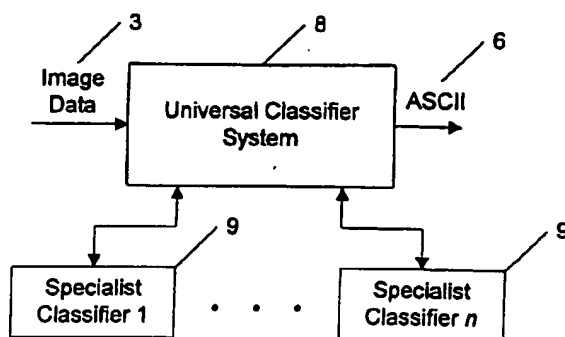 3
8
6
Image
Data
Universal Classifier
System
ASCII
9
9
Specialist
Classifier 1
. . .
Specialist
Classifier n